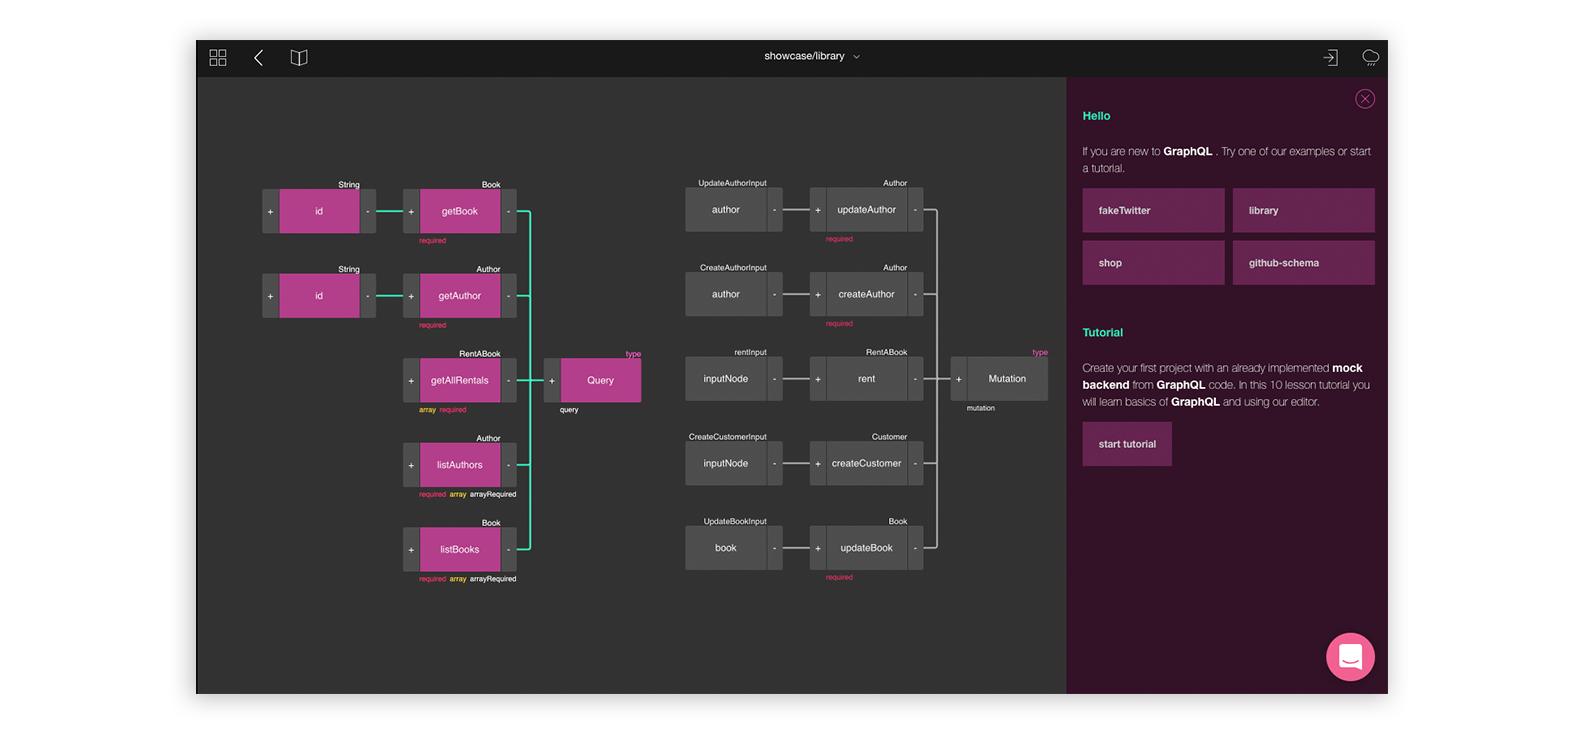 showcase/library
String
+ id -
Book
+ getBook -
required
String
+ id -
Author
+ getAuthor -
required
RentABook
+ getAllRentals -
array required
type
+ Query
query
Author
+ listAuthors -
required array arrayRequired
Book
+ listBooks -
required array arrayRequired
UpdateAuthorInput
author -
Author
+ updateAuthor -
required
CreateAuthorInput
author -
Author
+ createAuthor -
required
rentInput
inputNode -
RentABook
+ rent -
type
+ Mutation
mutation
CreateCustomerInput
inputNode -
Customer
+ createCustomer -
UpdateBookInput
book -
Book
+ updateBook -
required
Hello
If you are new to GraphQL . Try one of our examples or start
a tutorial.
fakeTwitter
library
shop
github-schema
Tutorial
Create your first project with an already implemented mock
backend from GraphQL code. In this 10 lesson tutorial you
will learn basics of GraphQL and using our editor.
start tutorial